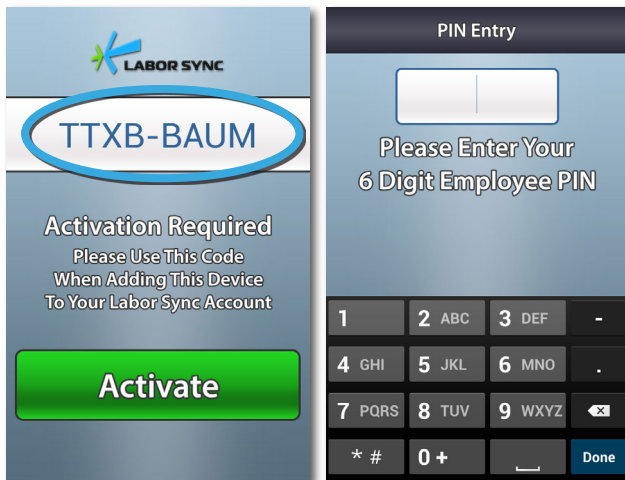 LABOR SYNC
TTXB-BAUM
Activation Required
Please Use This Code
When Adding This Device
To Your Labor Sync Account
Activate
PIN Entry
Please Enter Your
6 Digit Employee PIN
1
2 ABC
3 DEF
-
4 GHI
5 JKL
6 MNO
.
7 PQRS
8 TUV
9 WXYZ
* #
0 +
Done